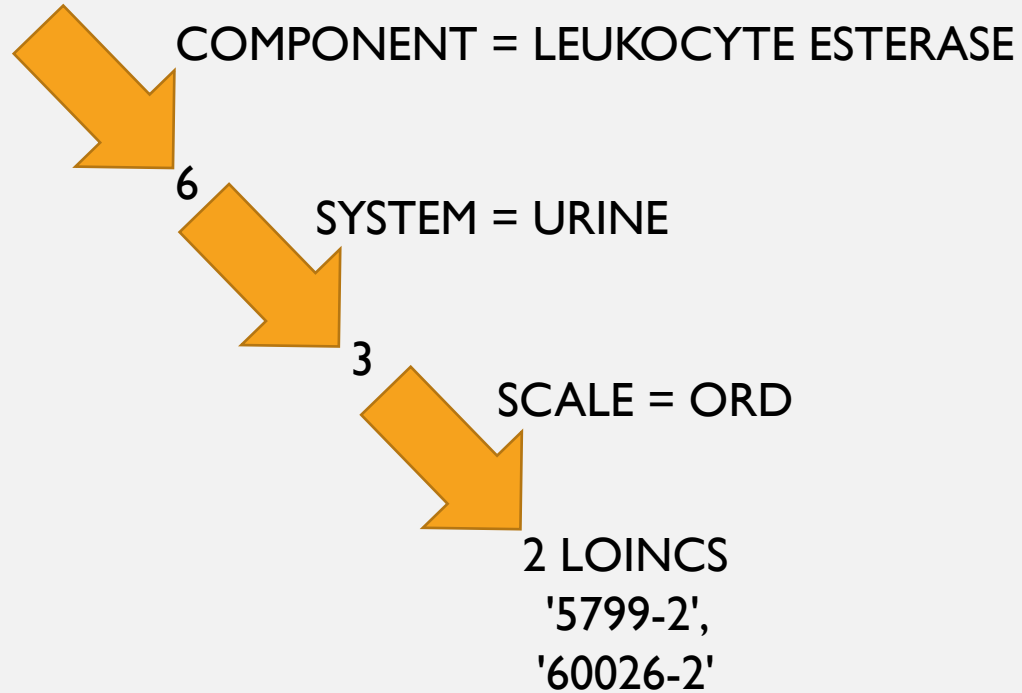 COMPONENT = LEUKOCYTE ESTERASE
6
SYSTEM = URINE
3
SCALE = ORD
2 LOINCS
'5799-2',
'60026-2'